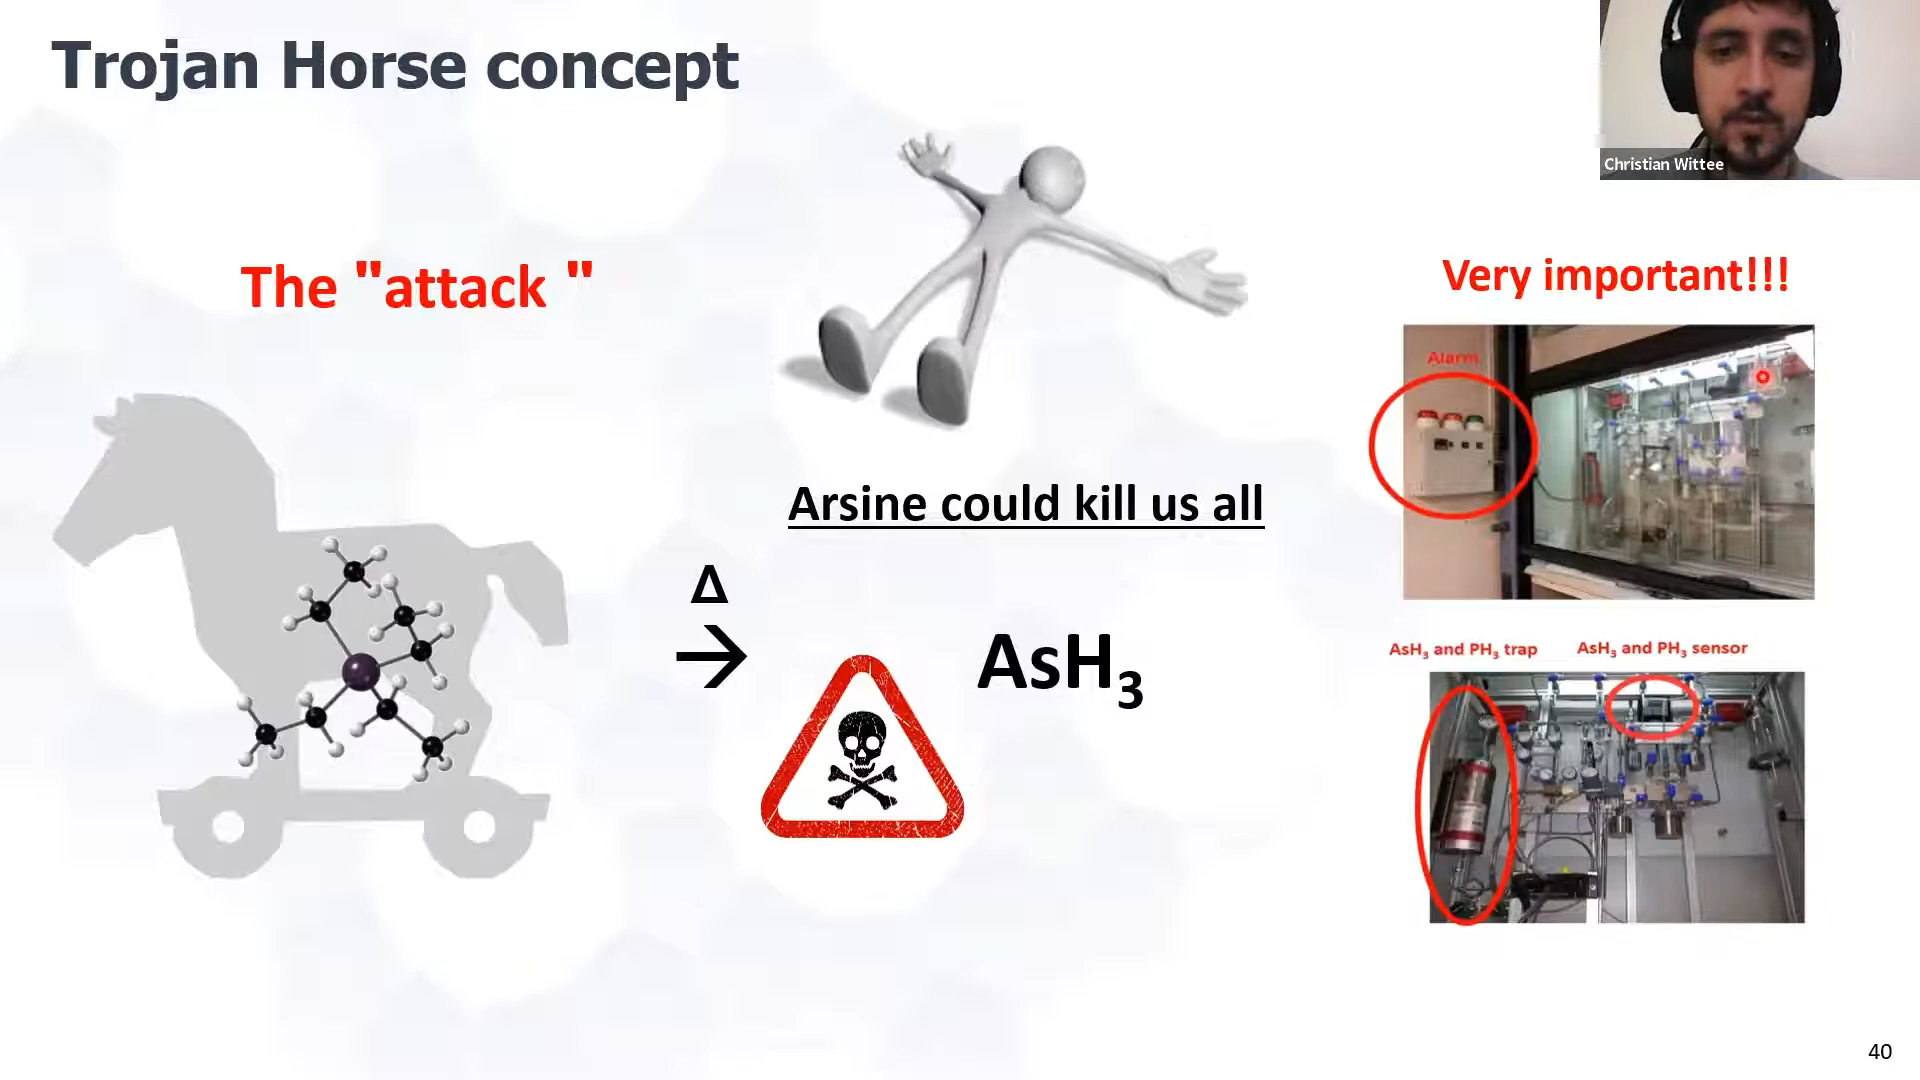 Trojan Horse concept
Christian Wittee
The "attack "
Very important!!!
Alarm
Arsine could kill us all
Δ
→
AsH₃
AsH₃ and PH₃ trap
AsH₃ and PH₃ sensor
40